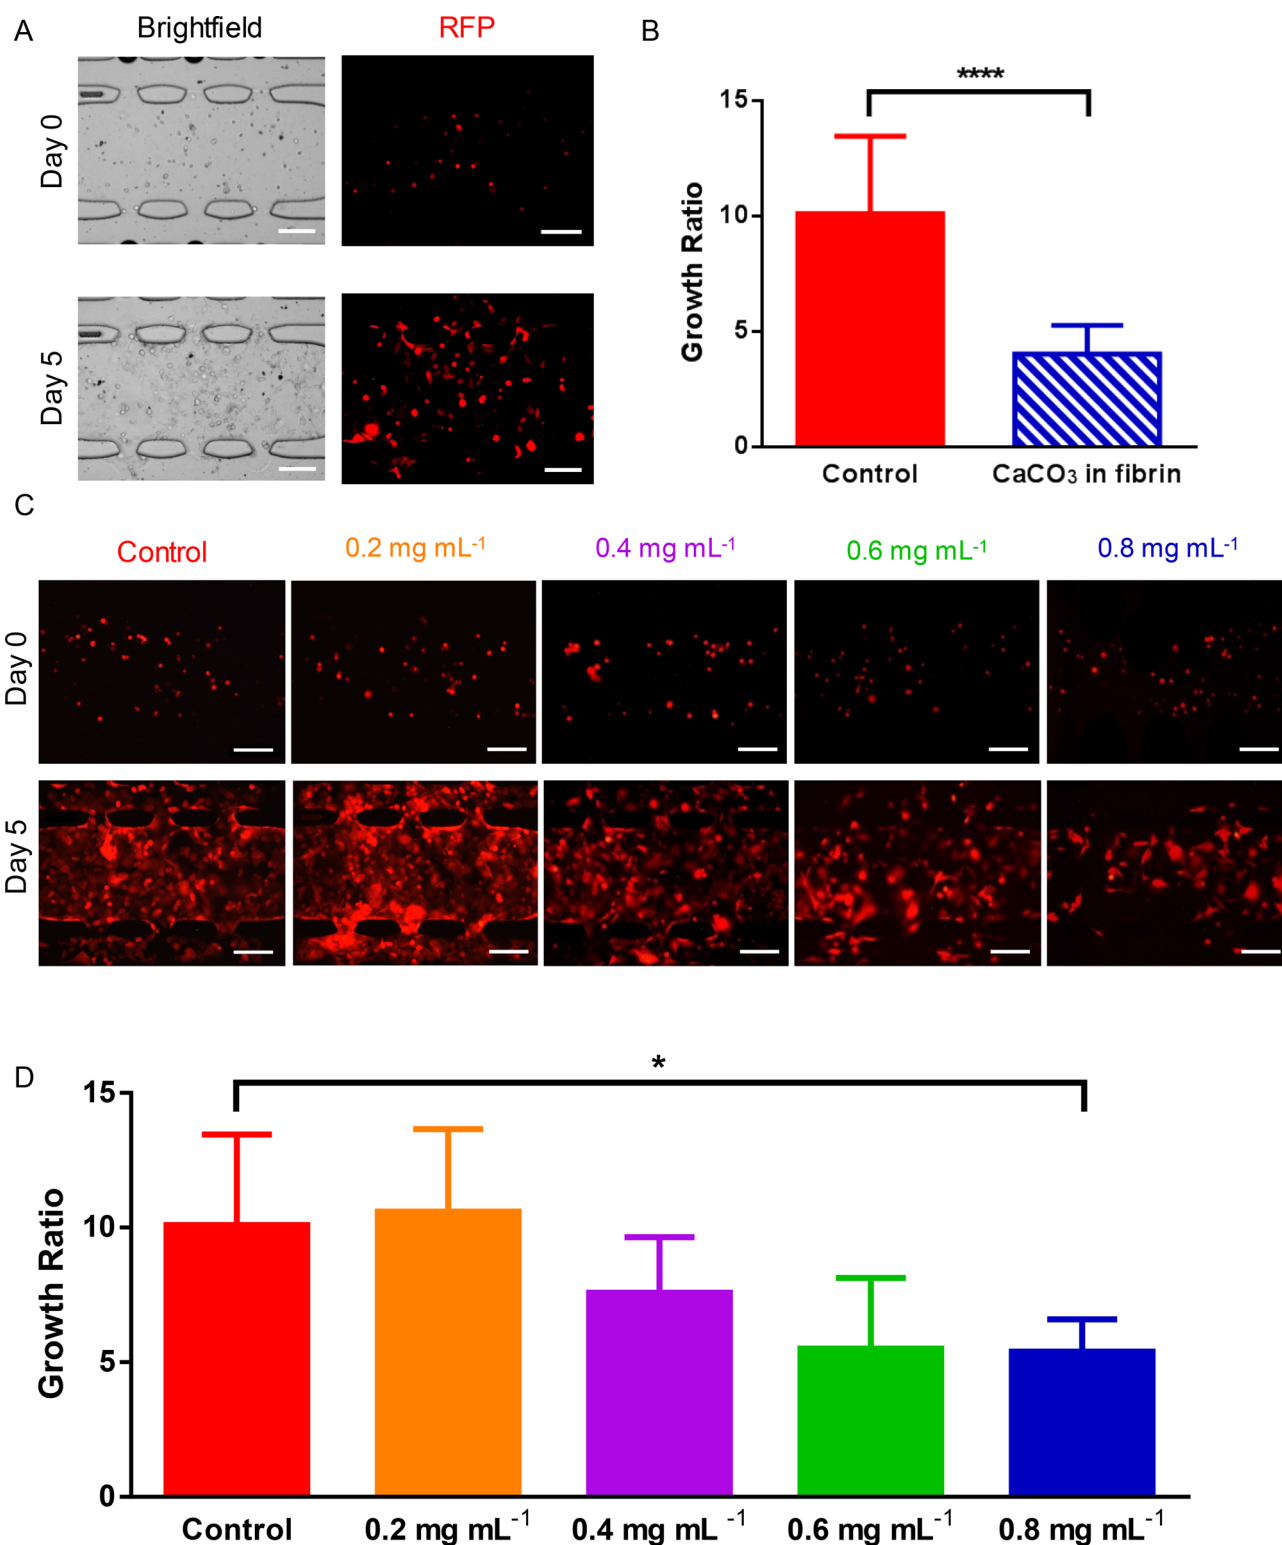 A
Brightfield
RFP
Day 0
Day 5
B
****
15
10
5
0
Growth Ratio
Control
CaCO₃ in fibrin
C
Control
0.2 mg mL⁻¹
0.4 mg mL⁻¹
0.6 mg mL⁻¹
0.8 mg mL⁻¹
Day 0
Day 5
D
*
15
10
5
0
Growth Ratio
Control
0.2 mg mL⁻¹
0.4 mg mL⁻¹
0.6 mg mL⁻¹
0.8 mg mL⁻¹